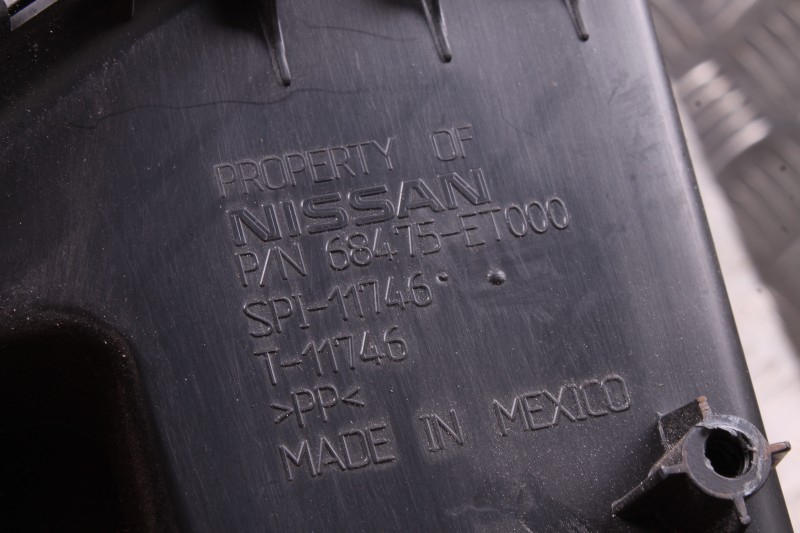 PROPERTY OF
NISSAN
P/N 68475-ET000
SPI-11746
T-11746
>PP<
MADE IN MEXICO